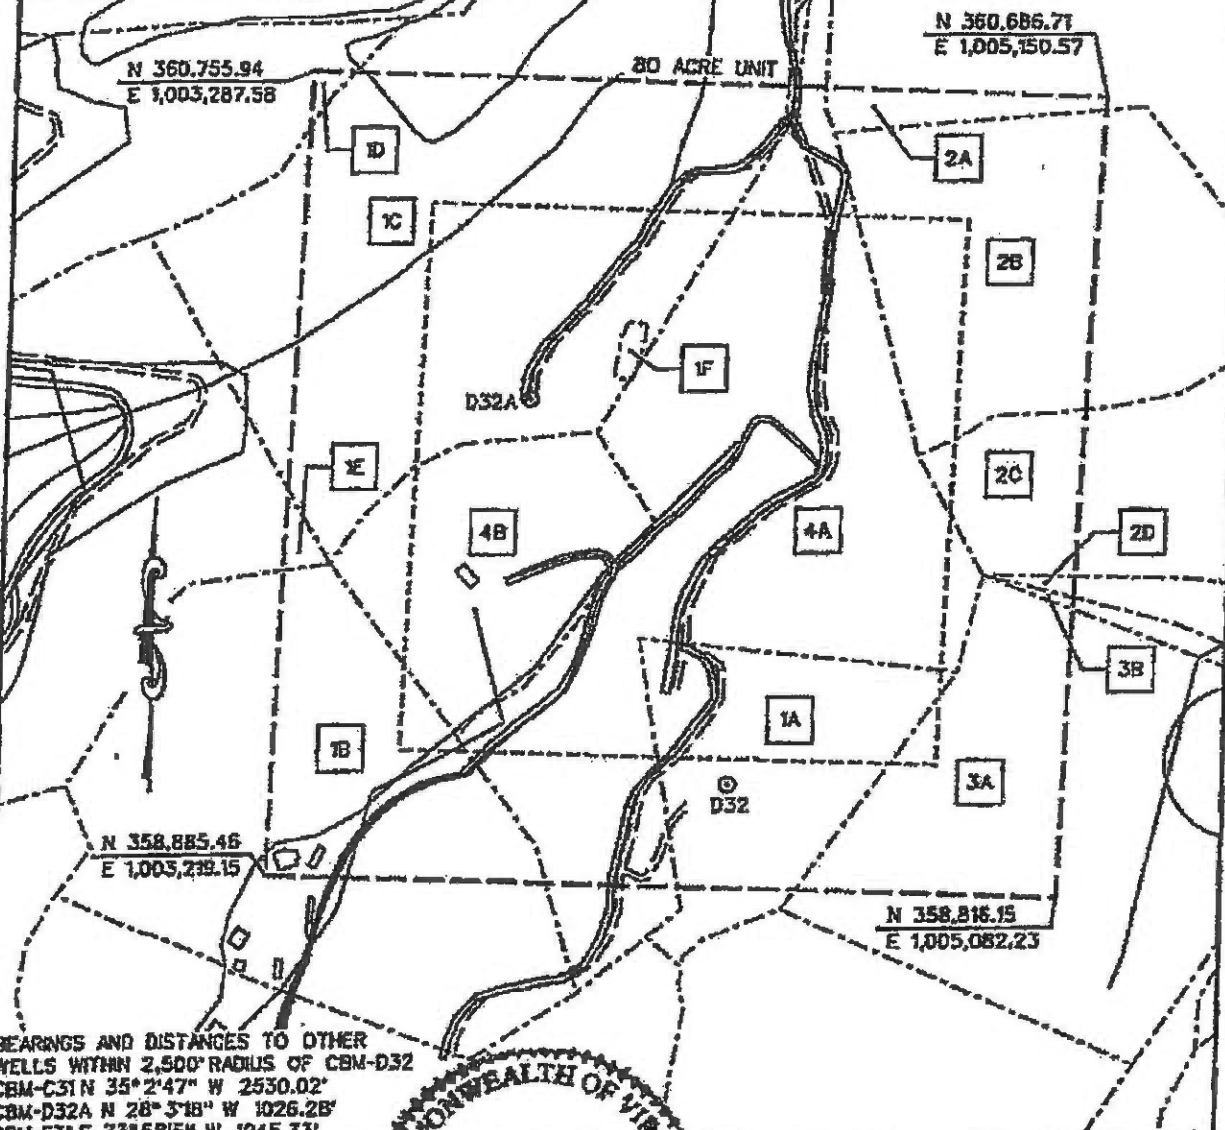 N 360.686.71
E 1,005,150.57
N 360.755.94
E 1,003,287.58
80 ACRE UNIT
1D
2A
1C
2B
1F
D32A
1E
2C
4B
4A
2D
3B
1A
1B
3A
D32
N 358,885.46
E 1,003,219.15
N 358,816.15
E 1,005,082.23
BEARINGS AND DISTANCES TO OTHER
WELLS WITHIN 2,500' RADIUS OF CBM-D32
CBM-C31 N 35°2'47" W 2530.02'
CBM-D32A N 28°3'18" W 1026.28'
ONWEALTH OF